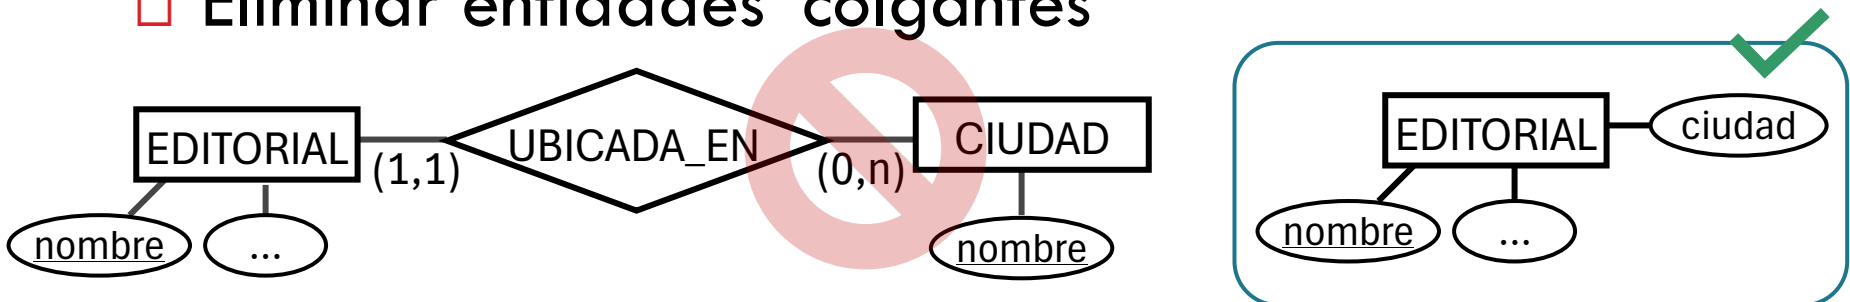 Eliminar entidades "colgantes"
EDITORIAL
(1,1)
UBICADA_EN
(0,n)
CIUDAD
nombre
...
nombre
EDITORIAL
ciudad
nombre
...